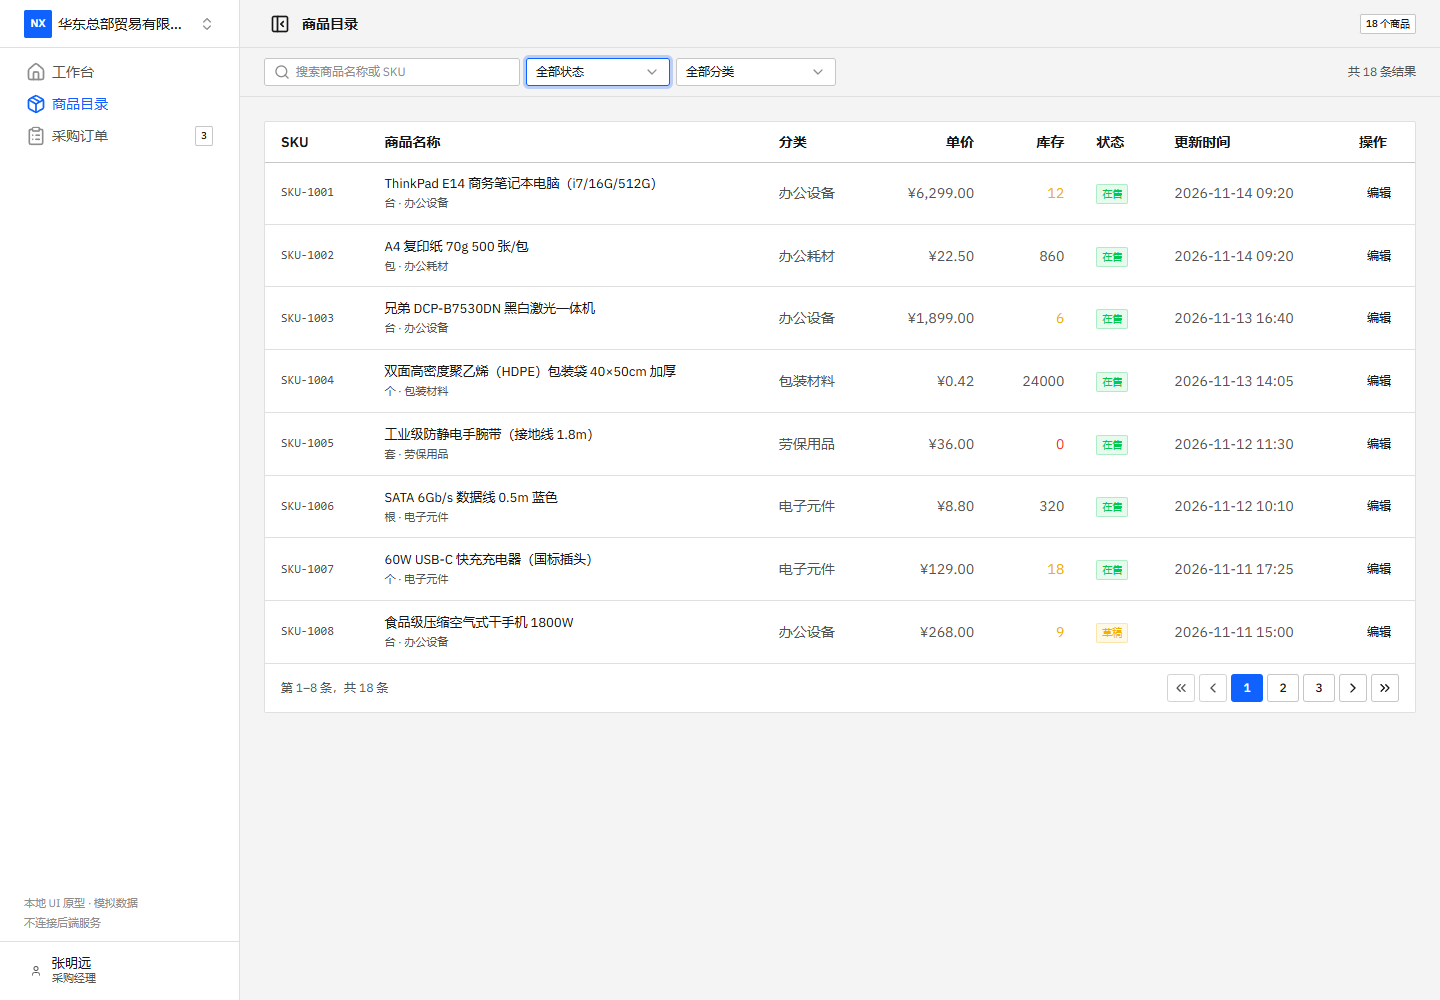 NX 华东总部贸易有限...
工作台
商品目录
采购订单 3
本地 UI 原型 · 模拟数据
不连接后端服务
张明远
采购经理
商品目录
18 个商品
搜索商品名称或 SKU
全部状态
全部分类
共 18 条结果
SKU 商品名称 分类 单价 库存 状态 更新时间 操作
SKU-1001 ThinkPad E14 商务笔记本电脑（i7/16G/512G） 办公设备 ¥6,299.00 12 在售 2026-11-14 09:20 编辑
台 · 办公设备
SKU-1002 A4 复印纸 70g 500 张/包 办公耗材 ¥22.50 860 在售 2026-11-14 09:20 编辑
包 · 办公耗材
SKU-1003 兄弟 DCP-B7530DN 黑白激光一体机 办公设备 ¥1,899.00 6 在售 2026-11-13 16:40 编辑
台 · 办公设备
SKU-1004 双面高密度聚乙烯（HDPE）包装袋 40×50cm 加厚 包装材料 ¥0.42 24000 在售 2026-11-13 14:05 编辑
个 · 包装材料
SKU-1005 工业级防静电手腕带（接地线 1.8m） 劳保用品 ¥36.00 0 在售 2026-11-12 11:30 编辑
套 · 劳保用品
SKU-1006 SATA 6Gb/s 数据线 0.5m 蓝色 电子元件 ¥8.80 320 在售 2026-11-12 10:10 编辑
根 · 电子元件
SKU-1007 60W USB-C 快充充电器（国标插头） 电子元件 ¥129.00 18 在售 2026-11-11 17:25 编辑
个 · 电子元件
SKU-1008 食品级压缩空气式干手机 1800W 办公设备 ¥268.00 9 草稿 2026-11-11 15:00 编辑
台 · 办公设备
第 1–8 条，共 18 条
1 2 3